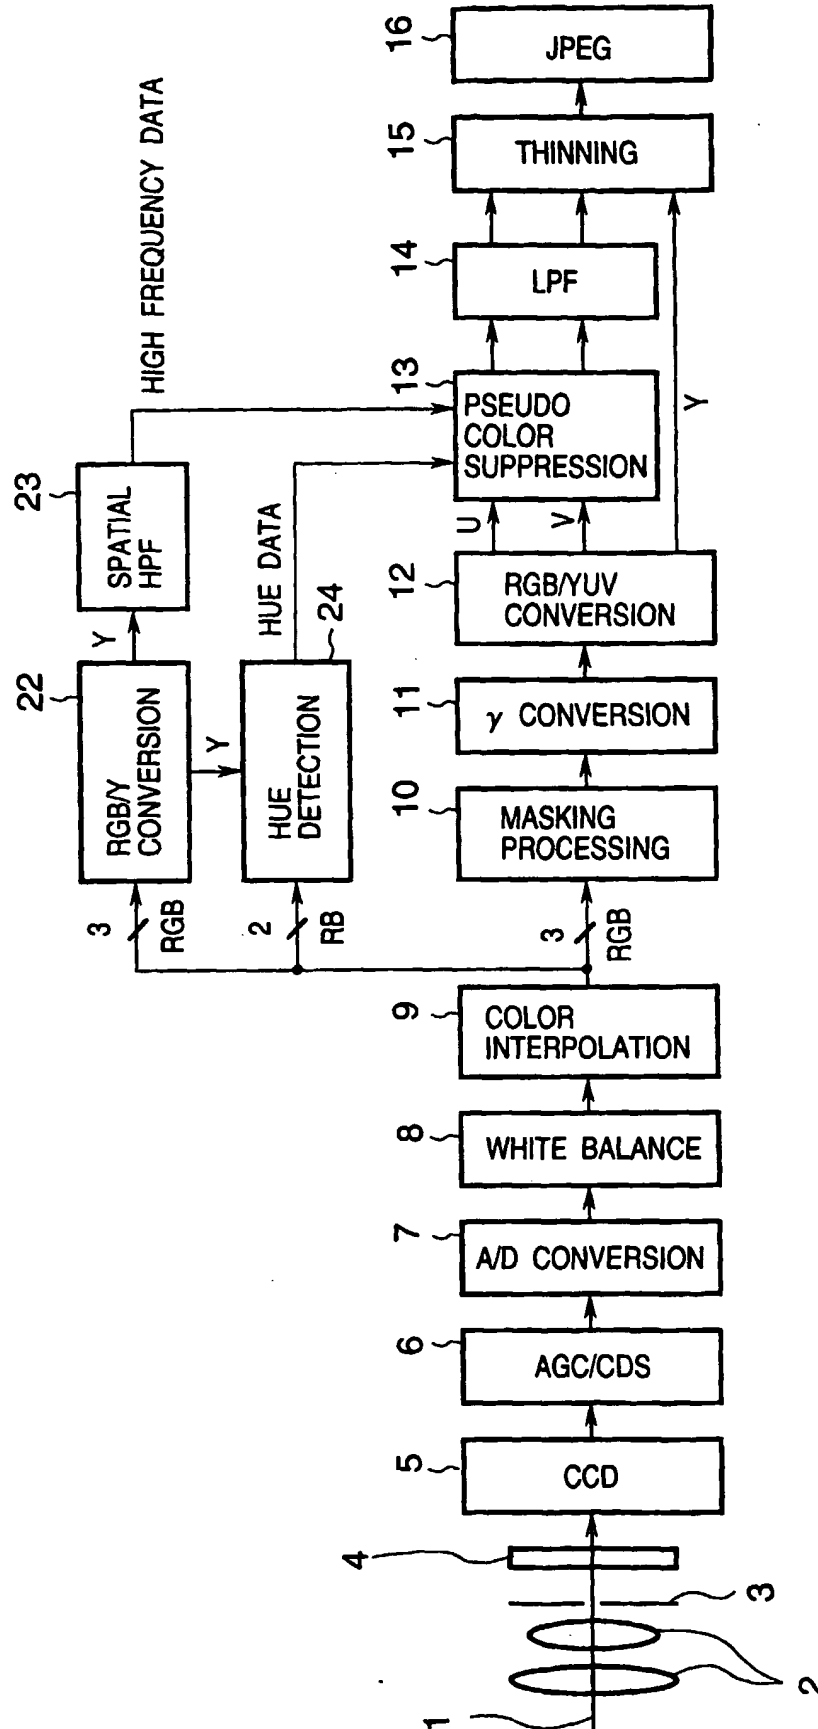 16
JPEG
15
THINNING
HIGH FREQUENCY DATA
14
LPF
13
PSEUDO
COLOR
SUPPRESSION
Y
23
SPATIAL
HPF
HUE DATA
U
V
12
RGB/YUV
CONVERSION
24
Y
22
RGB/Y
CONVERSION
Y
HUE
DETECTION
11
γ CONVERSION
10
MASKING
PROCESSING
3
RGB
2
RB
3
RGB
9
COLOR
INTERPOLATION
8
WHITE BALANCE
7
A/D CONVERSION
6
AGC/CDS
5
CCD
4
3
2
1